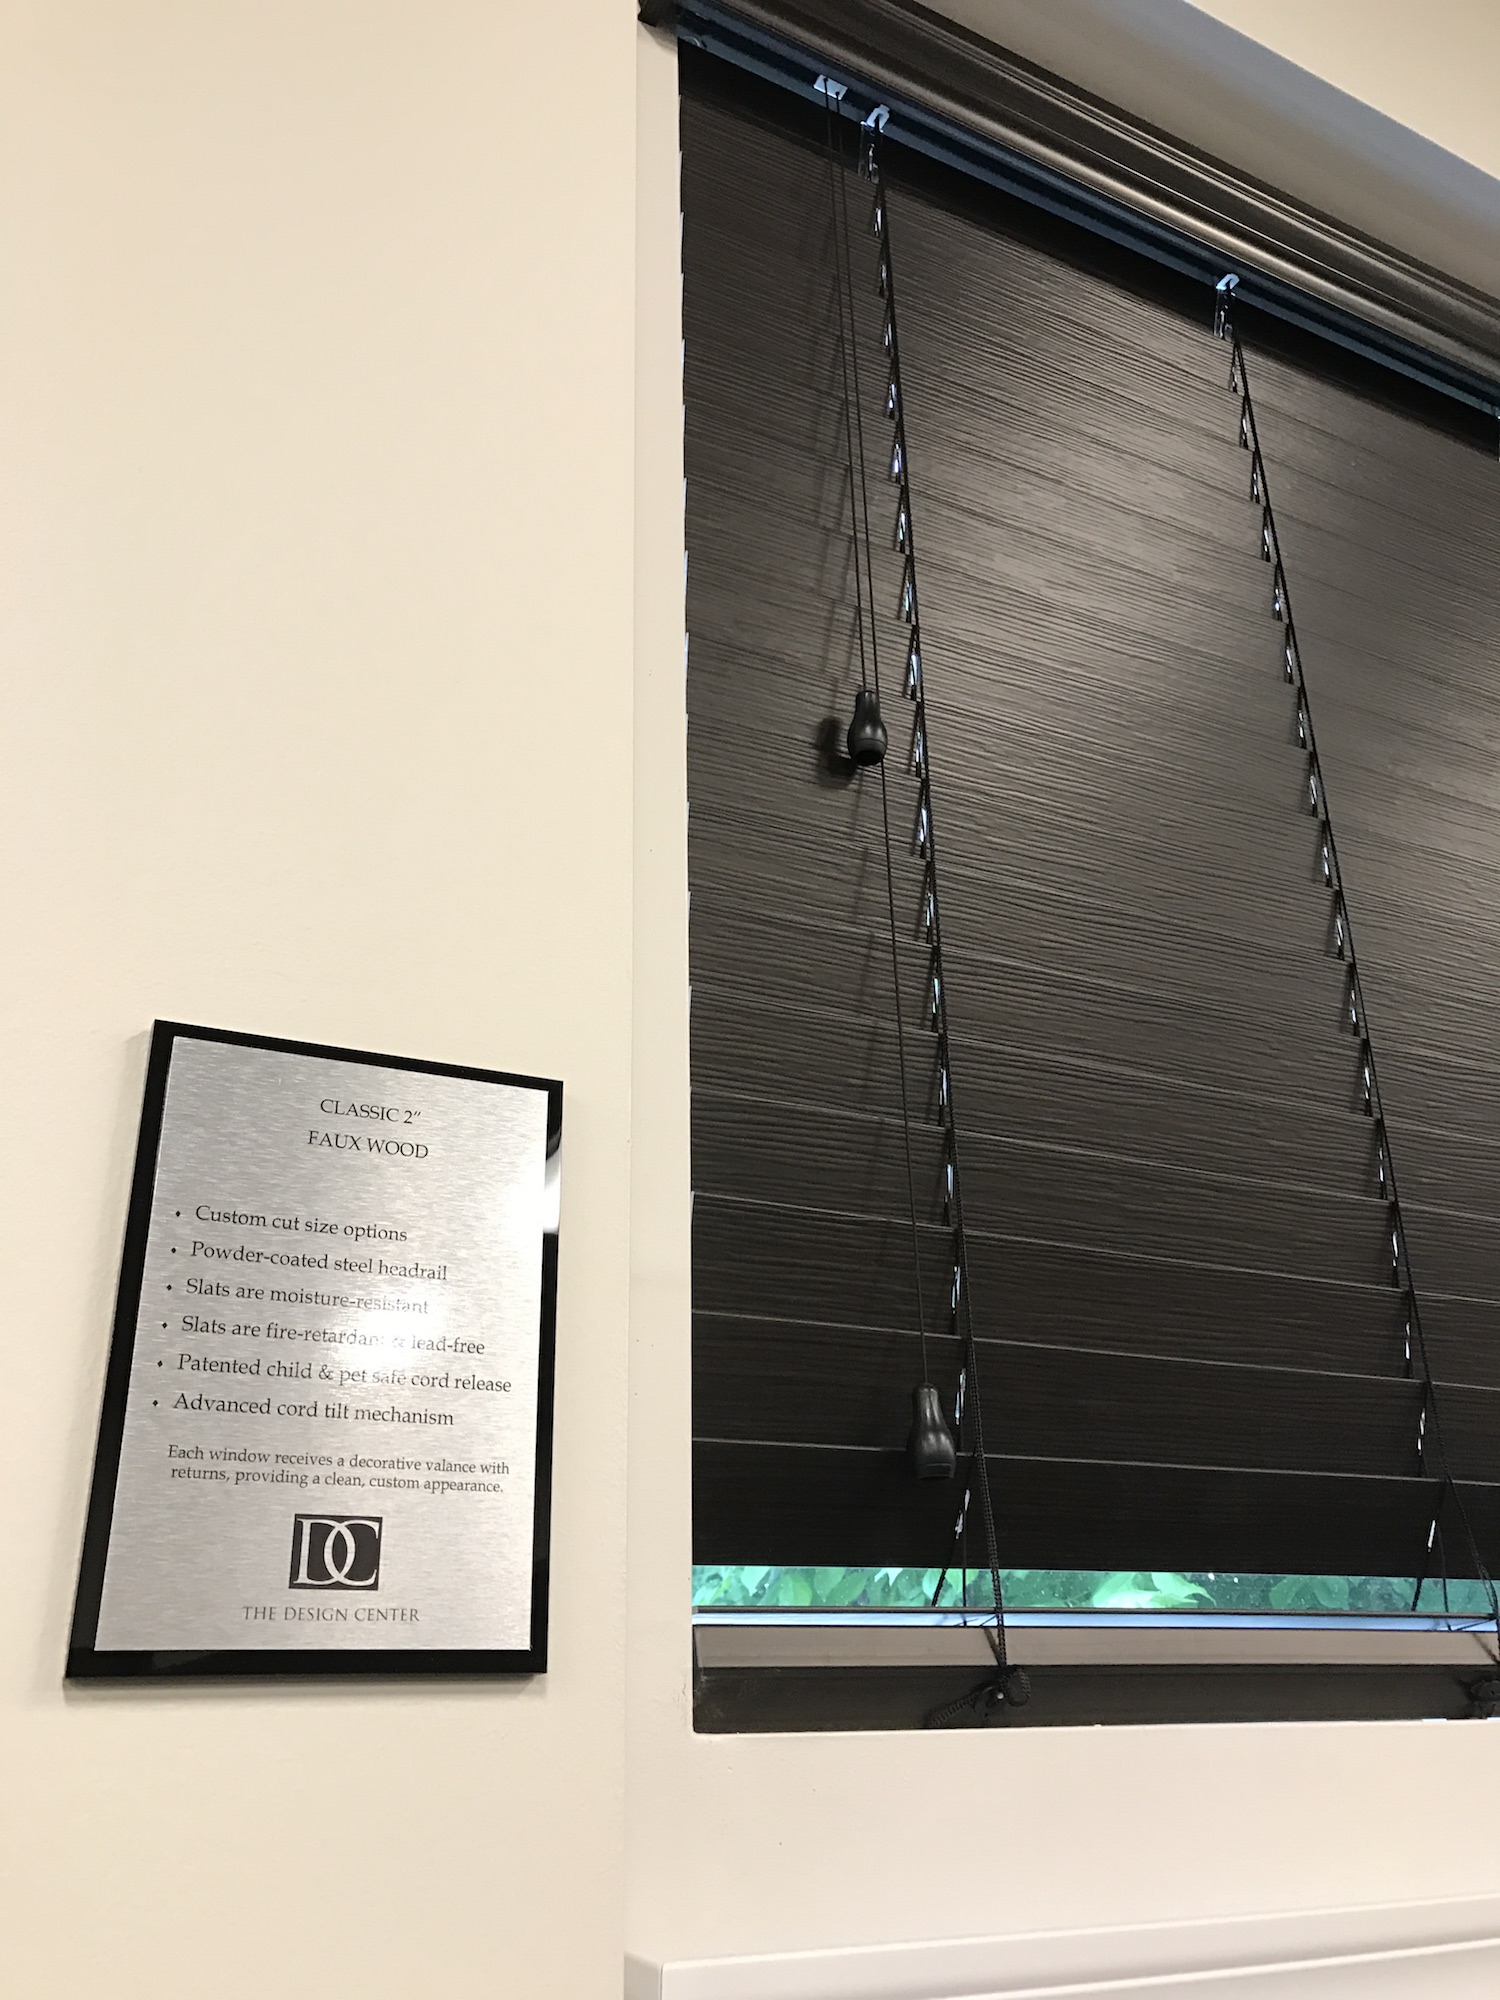 CLASSIC 2"
FAUX WOOD
• Custom cut size options
• Powder-coated steel headrail
• Slats are moisture-resistant
• Slats are fire-retardant & lead-free
• Patented child & pet safe cord release
• Advanced cord tilt mechanism
Each window receives a decorative valance with
returns, providing a clean, custom appearance.
DC
THE DESIGN CENTER